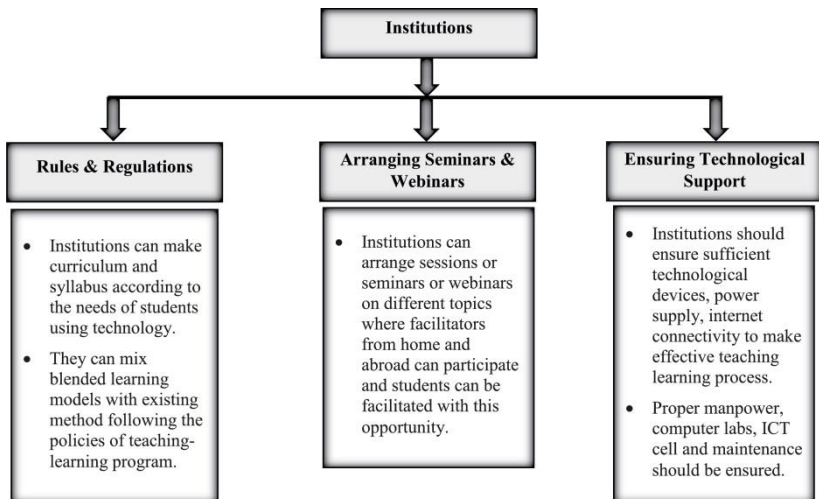 Institutions
Rules & Regulations
• Institutions can make
curriculum and
syllabus according to
the needs of students
using technology.
• They can mix
blended learning
models with existing
method following the
policies of teaching-
learning program.
Arranging Seminars &
Webinars
• Institutions can
arrange sessions or
seminars or webinars
on different topics
where facilitators
from home and
abroad can participate
and students can be
facilitated with this
opportunity.
Ensuring Technological
Support
• Institutions should
ensure sufficient
technological
devices, power
supply, internet
connectivity to make
effective teaching
learning process.
• Proper manpower,
computer labs, ICT
cell and maintenance
should be ensured.